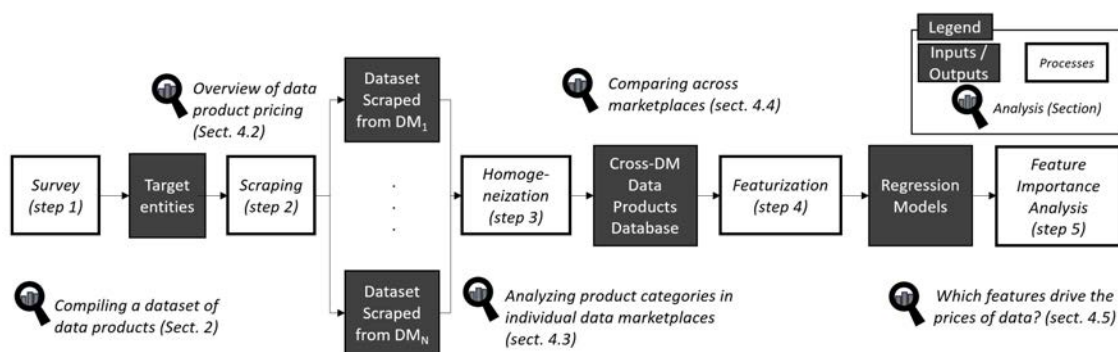 Legend
Inputs /
Outputs
Processes
Analysis (Section)
Overview of data
product pricing
(Sect. 4.2)
Dataset
Scraped
from DM₁
Comparing across
marketplaces (sect. 4.4)
Survey
(step 1)
Target
entities
Scraping
(step 2)
.
.
.
Homoge-
neization
(step 3)
Cross-DM
Data
Products
Database
Featurization
(step 4)
Regression
Models
Feature
Importance
Analysis
(step 5)
Compiling a dataset of
data products (Sect. 2)
Dataset
Scraped
from DM_N
Analyzing product categories in
individual data marketplaces
(sect. 4.3)
Which features drive the
prices of data? (sect. 4.5)